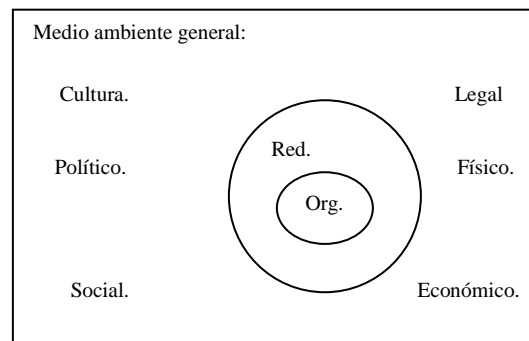 Medio ambiente general:
Cultura.
Legal
Red.
Político.
Físico.
Org.
Social.
Económico.